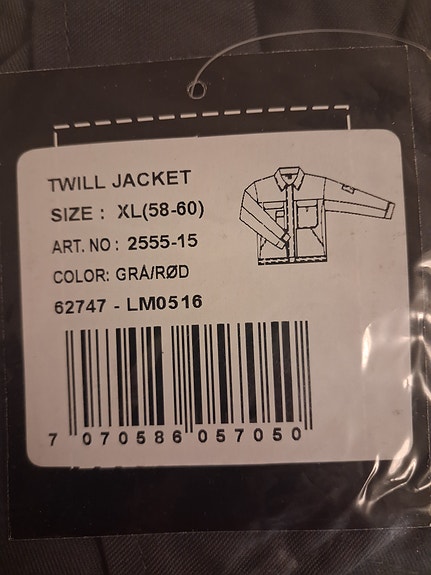 TWILL JACKET
SIZE : XL(58-60)
ART. NO : 2555-15
COLOR: GRÅ/RØD
62747 - LM0516
7 070586 057050